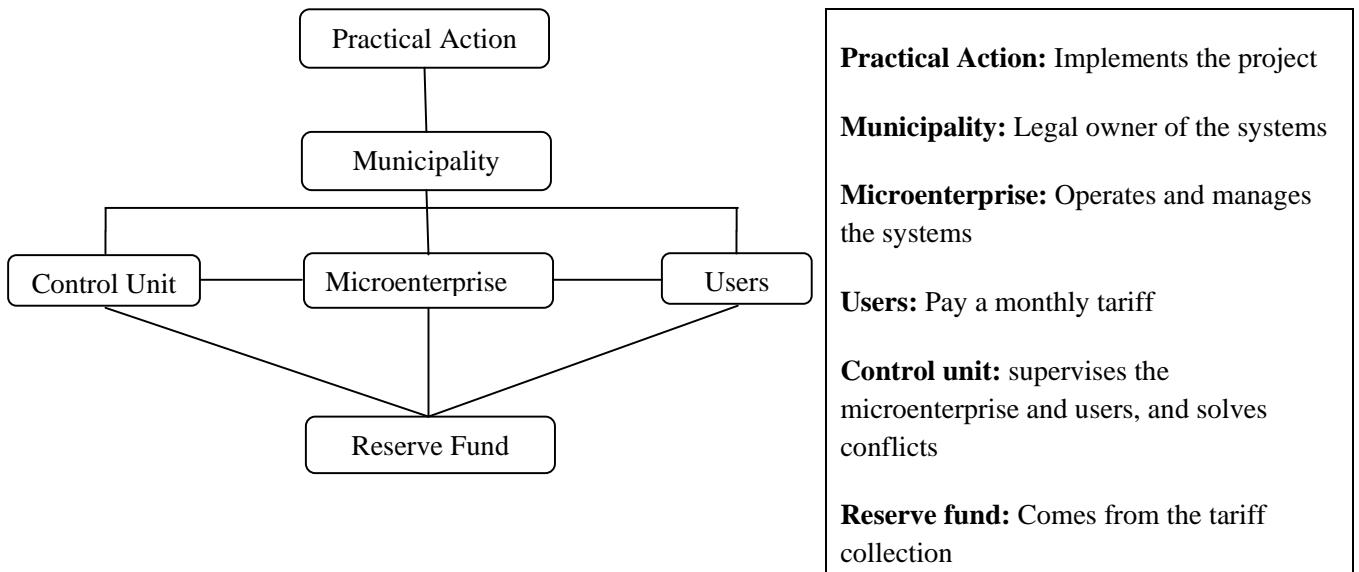 Practical Action
Municipality
Control Unit
Microenterprise
Users
Reserve Fund
Practical Action: Implements the project
Municipality: Legal owner of the systems
Microenterprise: Operates and manages
the systems
Users: Pay a monthly tariff
Control unit: supervises the
microenterprise and users, and solves
conflicts
Reserve fund: Comes from the tariff
collection